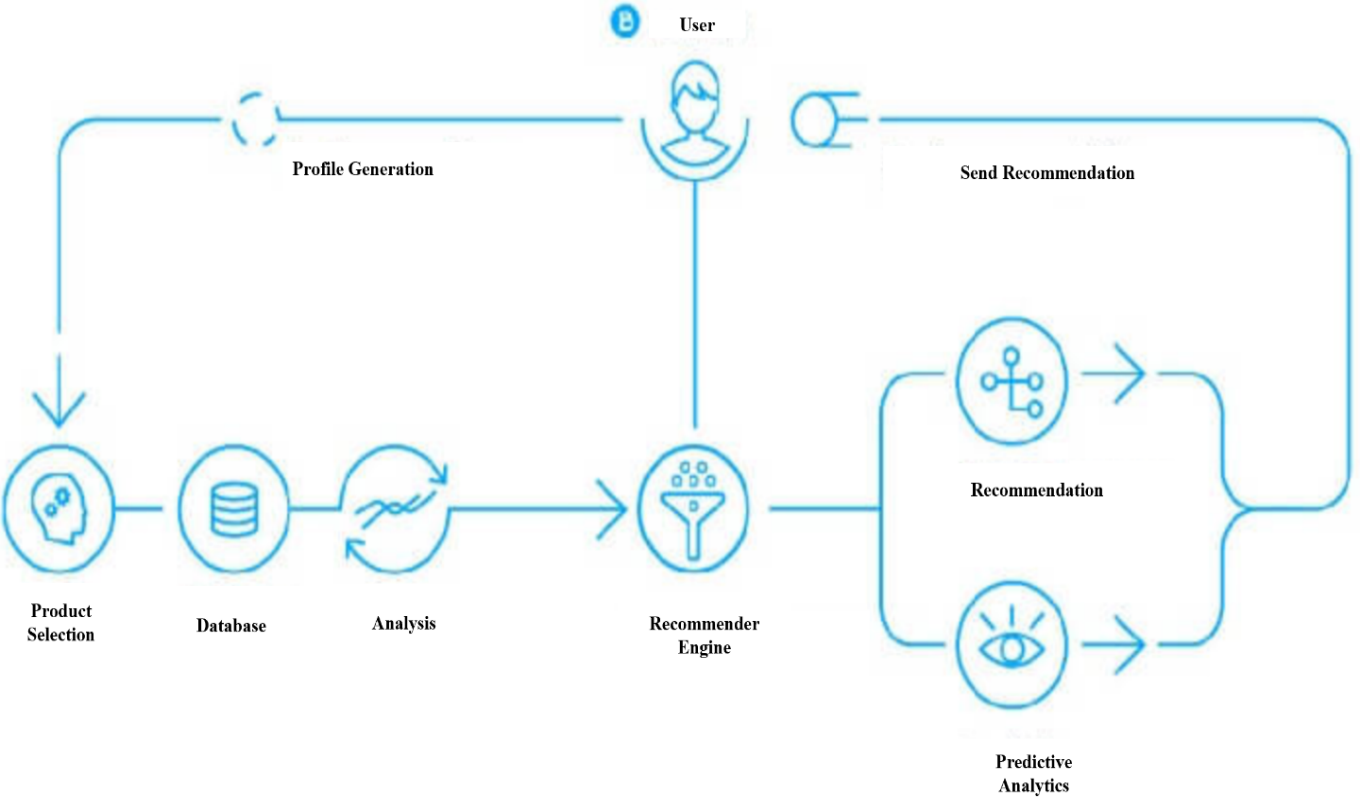 B
User
Profile Generation
Send Recommendation
Recommendation
Product
Selection
Database
Analysis
Recommender
Engine
Predictive
Analytics